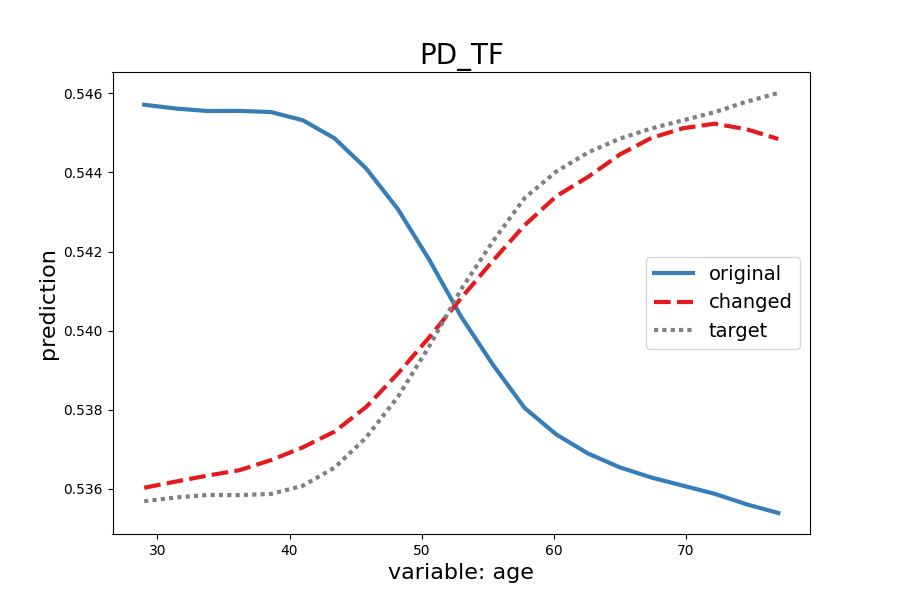 PD_TF
prediction
0.546
0.544
0.542
0.540
0.538
0.536
original
changed
target
30 40 50 60 70
variable: age